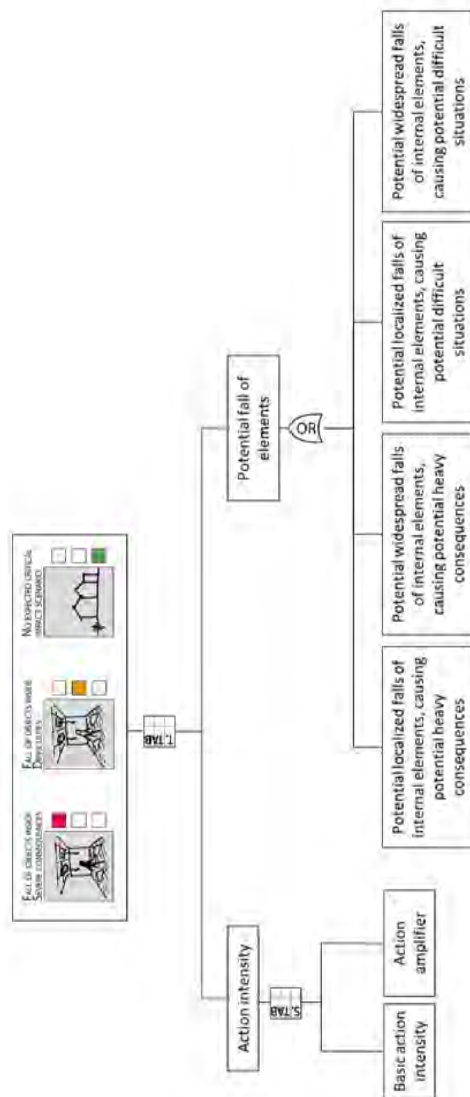 FALL OF OBJECTS INSIDE
SEVERE CONSEQUENCES
FALL OF OBJECTS INSIDE
DIFFICULTIES
NO EXPECTED CRITICAL
IMPACT SCENARIO
T. TAB
Action intensity
Potential fall of
elements
S. TAB
OR
Basic action
intensity
Action
amplifier
Potential localized falls of
internal elements, causing
potential heavy
consequences
Potential widespread falls
of internal elements,
causing potential heavy
consequences
Potential localized falls of
internal elements, causing
potential difficult
situations
Potential widespread falls
of internal elements,
causing potential difficult
situations